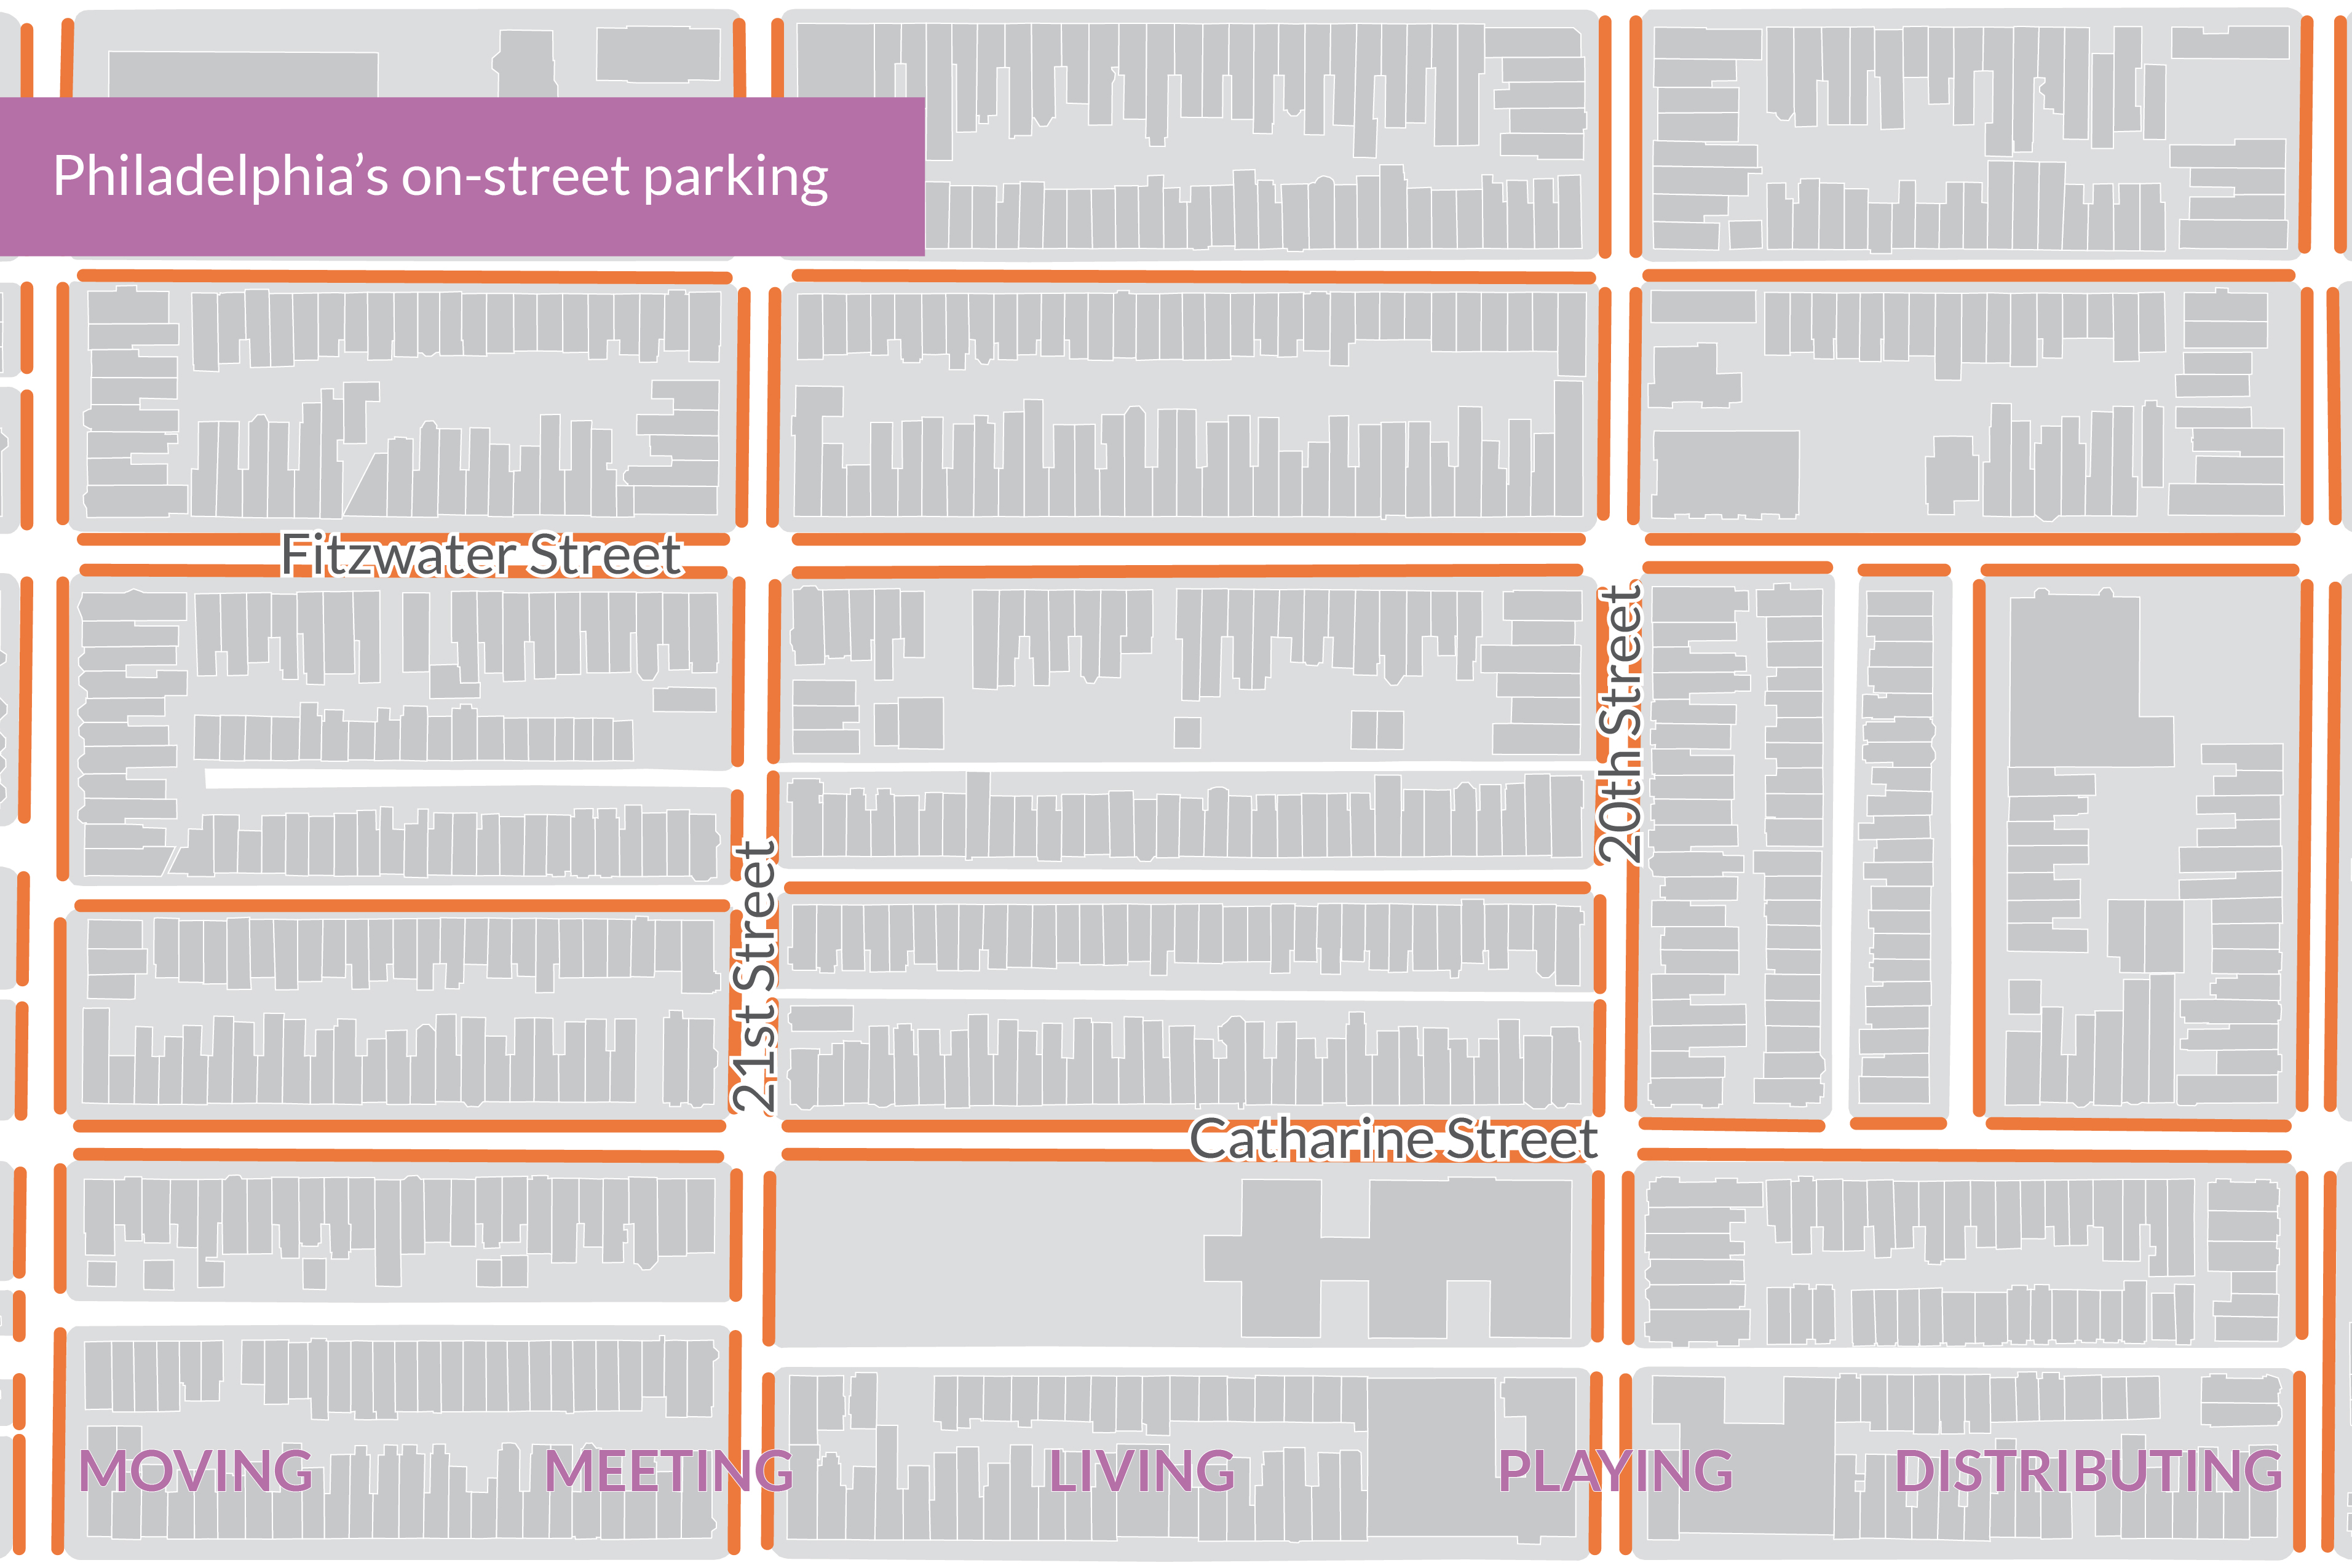 Philadelphia’s on-street parking
Fitzwater Street
20th Street
21st Street
Catharine Street
MOVING MEETING LIVING PLAYING DISTRIBUTING